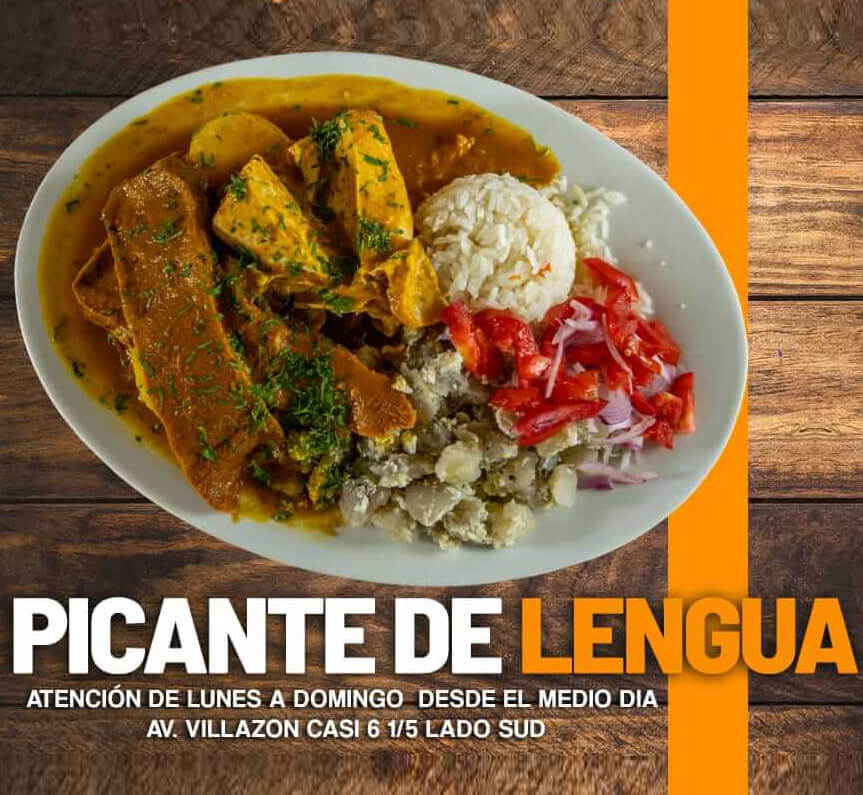 PICANTE DE LENGUA
ATENCIÓN DE LUNES A DOMINGO DESDE EL MEDIO DIA
AV. VILLAZON CASI 6 1/5 LADO SUD